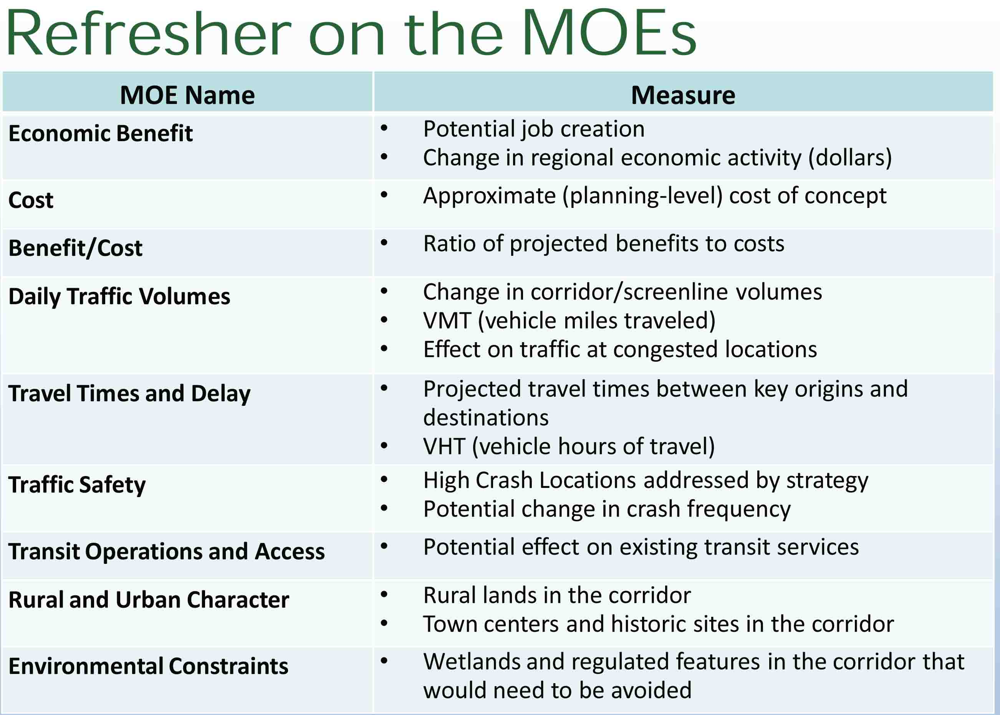 Refresher on the MOEs
MOE Name
Measure
Economic Benefit
• Potential job creation
• Change in regional economic activity (dollars)
Cost
• Approximate (planning-level) cost of concept
Benefit/Cost
• Ratio of projected benefits to costs
Daily Traffic Volumes
• Change in corridor/screenline volumes
• VMT (vehicle miles traveled)
• Effect on traffic at congested locations
Travel Times and Delay
• Projected travel times between key origins and
destinations
• VHT (vehicle hours of travel)
Traffic Safety
• High Crash Locations addressed by strategy
• Potential change in crash frequency
Transit Operations and Access
• Potential effect on existing transit services
Rural and Urban Character
• Rural lands in the corridor
• Town centers and historic sites in the corridor
Environmental Constraints
• Wetlands and regulated features in the corridor that
would need to be avoided